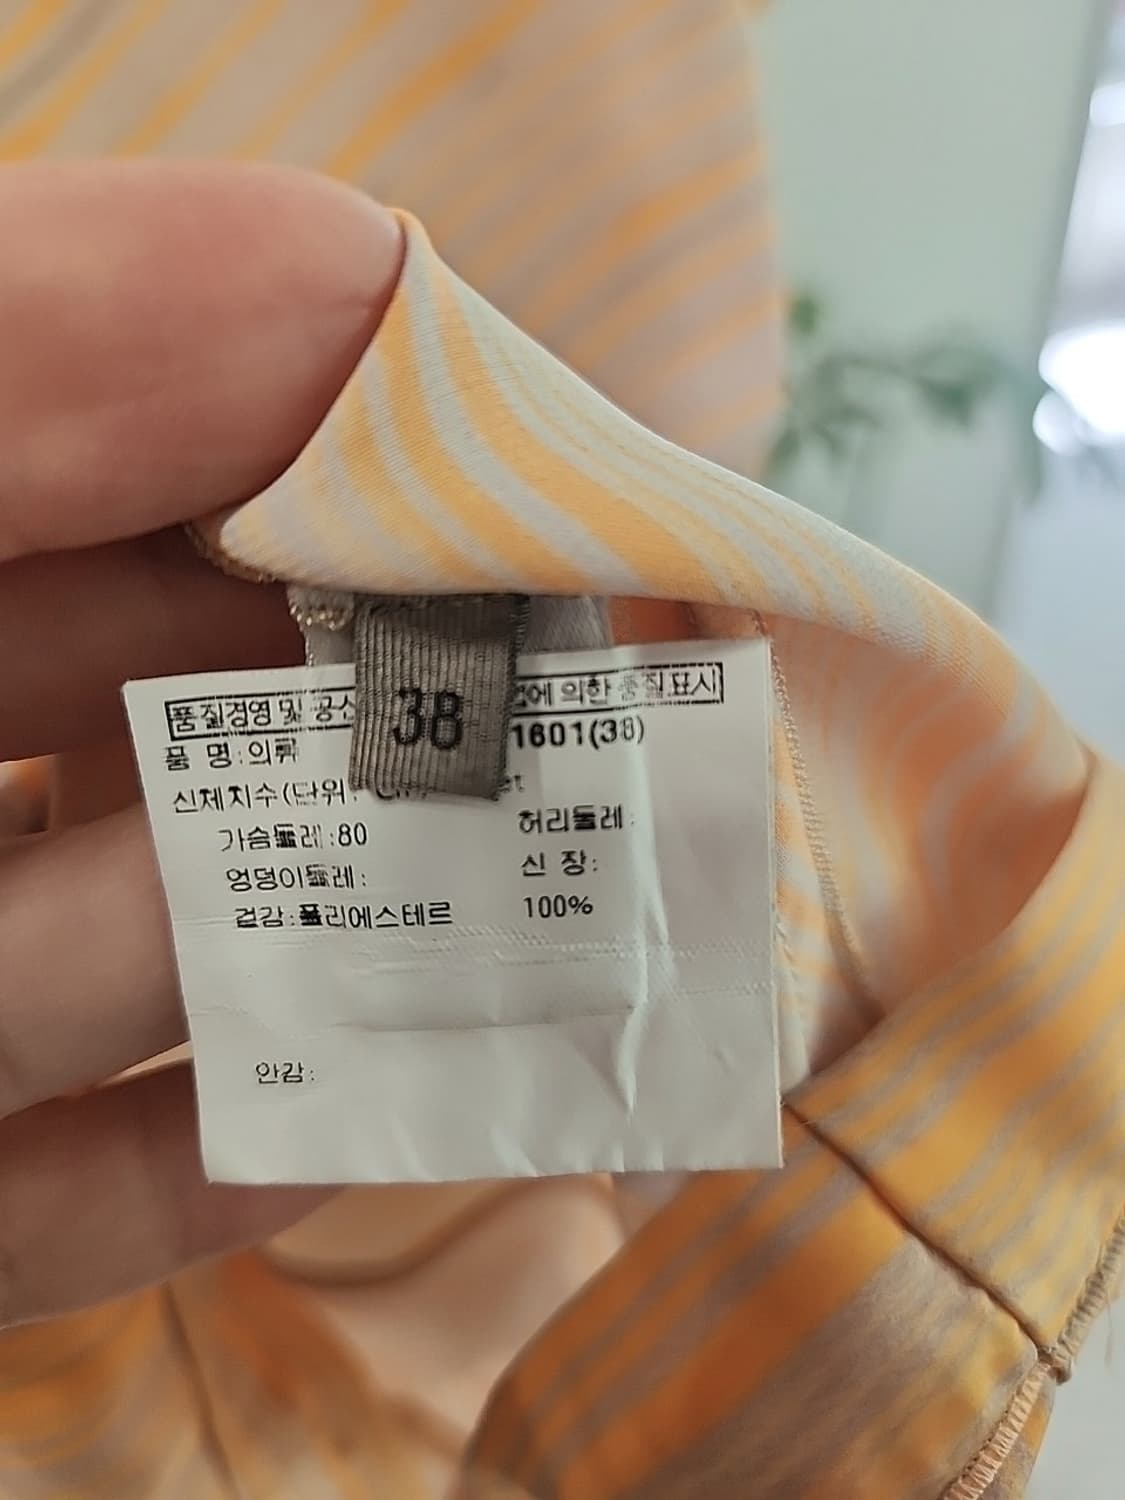 38
품질경영 및 에 의한 품질표시
품 명:의류 1601(38)
신체치수(단위:
가슴둘레:80 허리둘레:
엉덩이둘레: 신 장:
겉감:폴리에스테르 100%
안감: